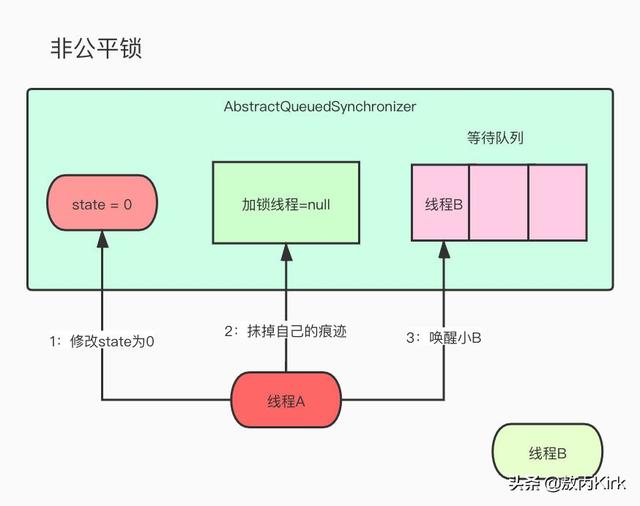 非公平锁
AbstractQueuedSynchronizer
等待队列
state = 0
加锁线程=null
线程B
1：修改state为0
2：抹掉自己的痕迹
3：唤醒小B
线程A
线程B
头条 @敖丙Kirk